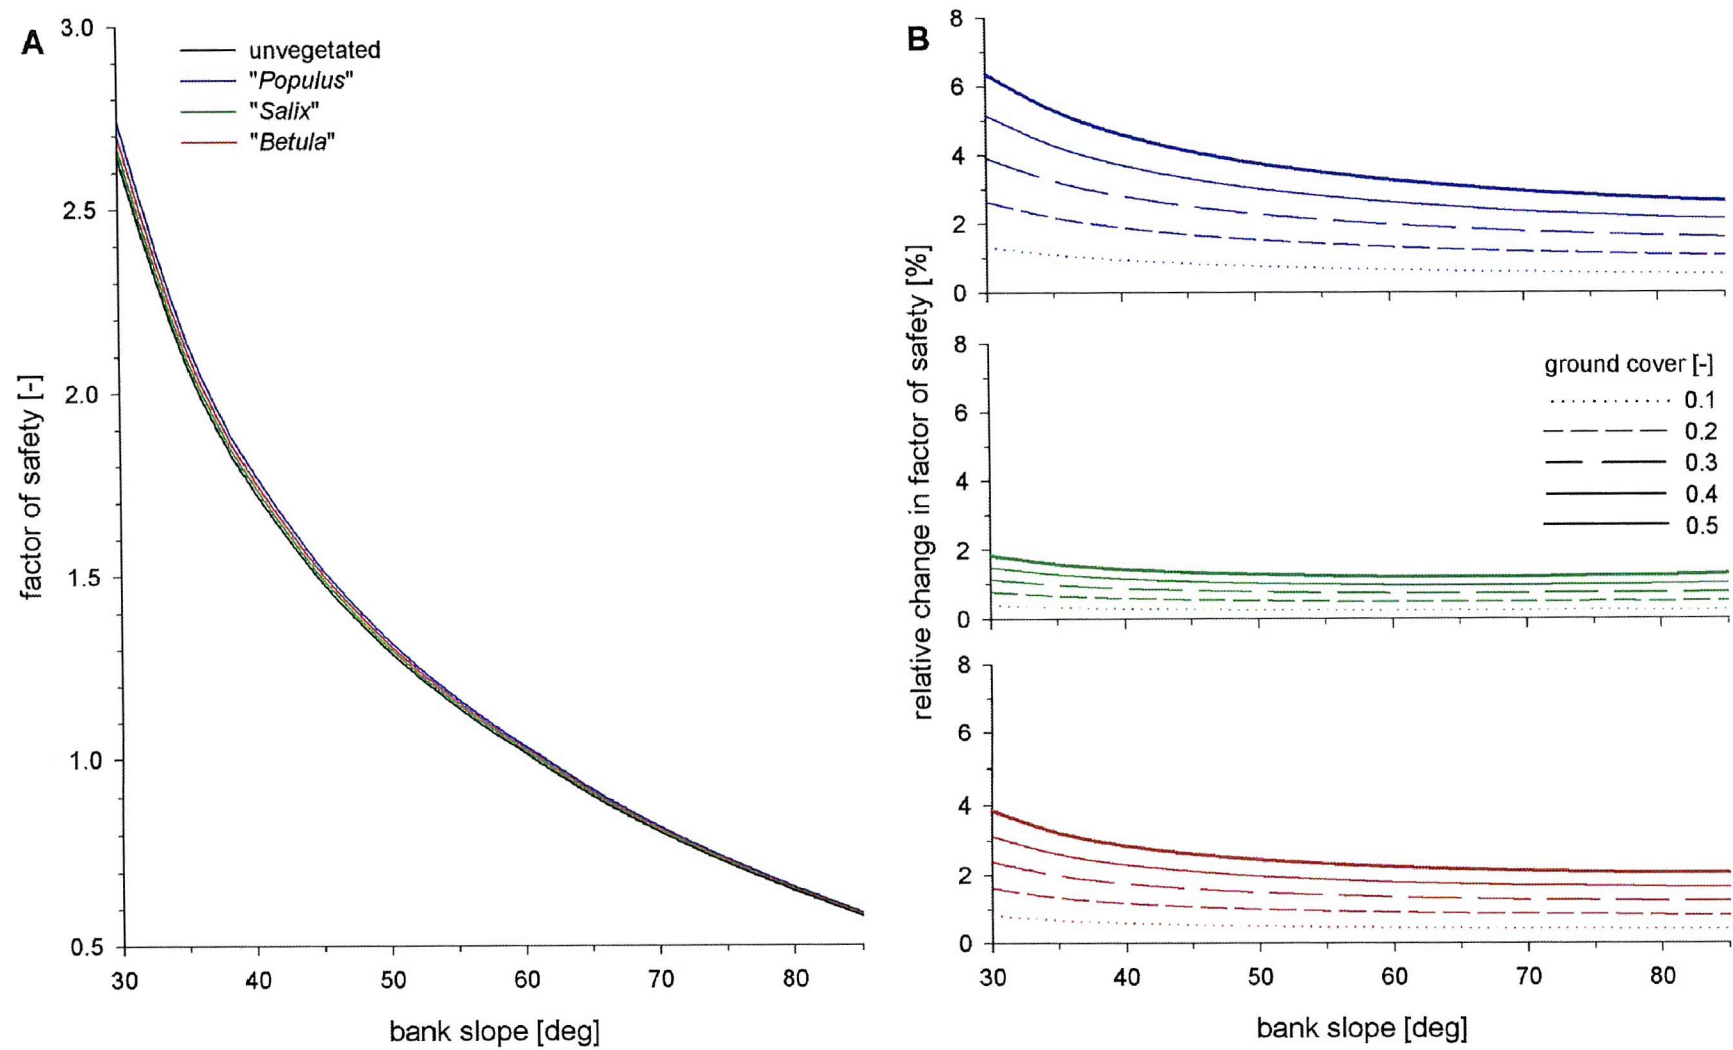 A
3.0
2.5
2.0
1.5
1.0
0.5
factor of safety [-]
unvegetated
"Populus"
"Salix"
"Betula"
30 40 50 60 70 80
bank slope [deg]
B
relative change in factor of safety [%]
8
6
4
2
0
8
6
4
2
0
ground cover [-]
0.1
0.2
0.3
0.4
0.5
8
6
4
2
0
30 40 50 60 70 80
bank slope [deg]